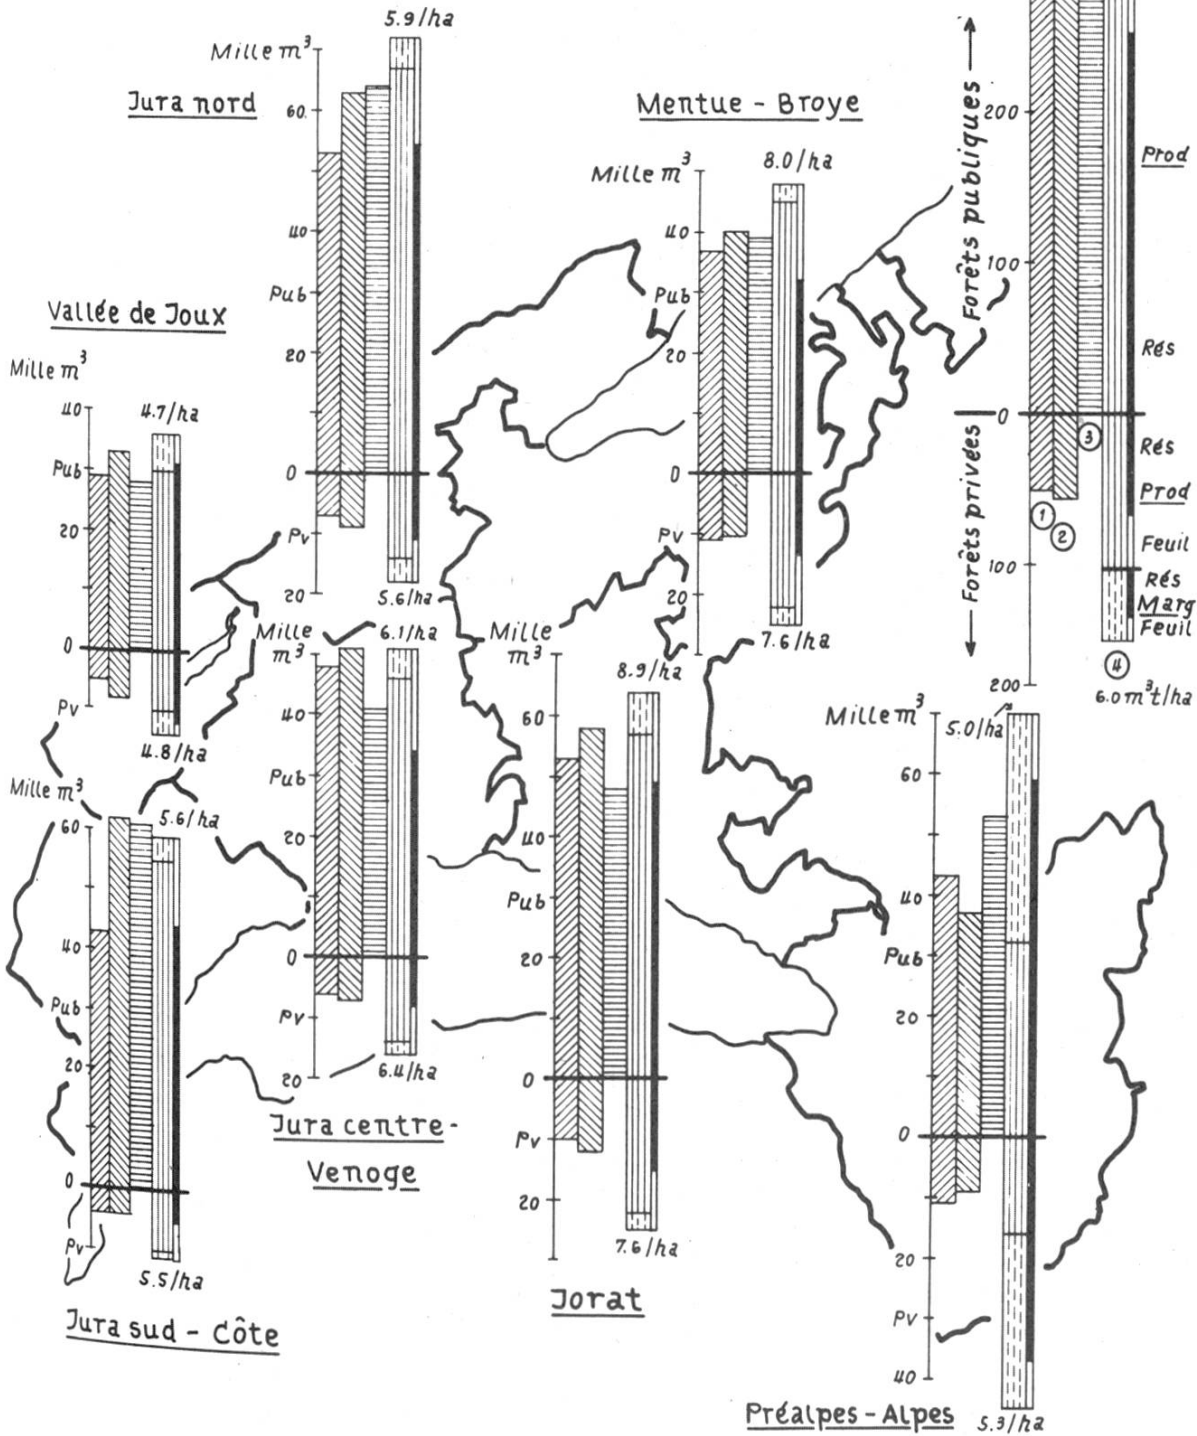 5.9/ha
Mille m³
Jura nord
60
40
Pub
20
0
Pv
20
5.6/ha
Mentue - Broye
Mille m³
8.0/ha
40
Pub
20
0
Pv
20
7.6/ha
Forêts publiques
200
100
0
Forêts privées
100
200
Prod
Rés
Rés
Prod
Feuil
Rés
Marg
Feuil
1
2
3
4
6.0 m³t/ha
Vallée de Joux
Mille m³
40
4.7/ha
Pub
20
0
Pv
4.8/ha
Mille m³
60
5.6/ha
40
Pub
20
0
Pv
5.5/ha
Jura sud - Côte
Mille
m³
6.1/ha
40
Pub
20
0
Pv
20
6.4/ha
Jura centre-
Venoge
Mille
m³
8.9/ha
60
40
Pub
20
0
Pv
20
7.6/ha
Jorat
Mille m³
5.0/ha
60
40
Pub
20
0
20
Pv
40
Préalpes - Alpes
5.3/ha